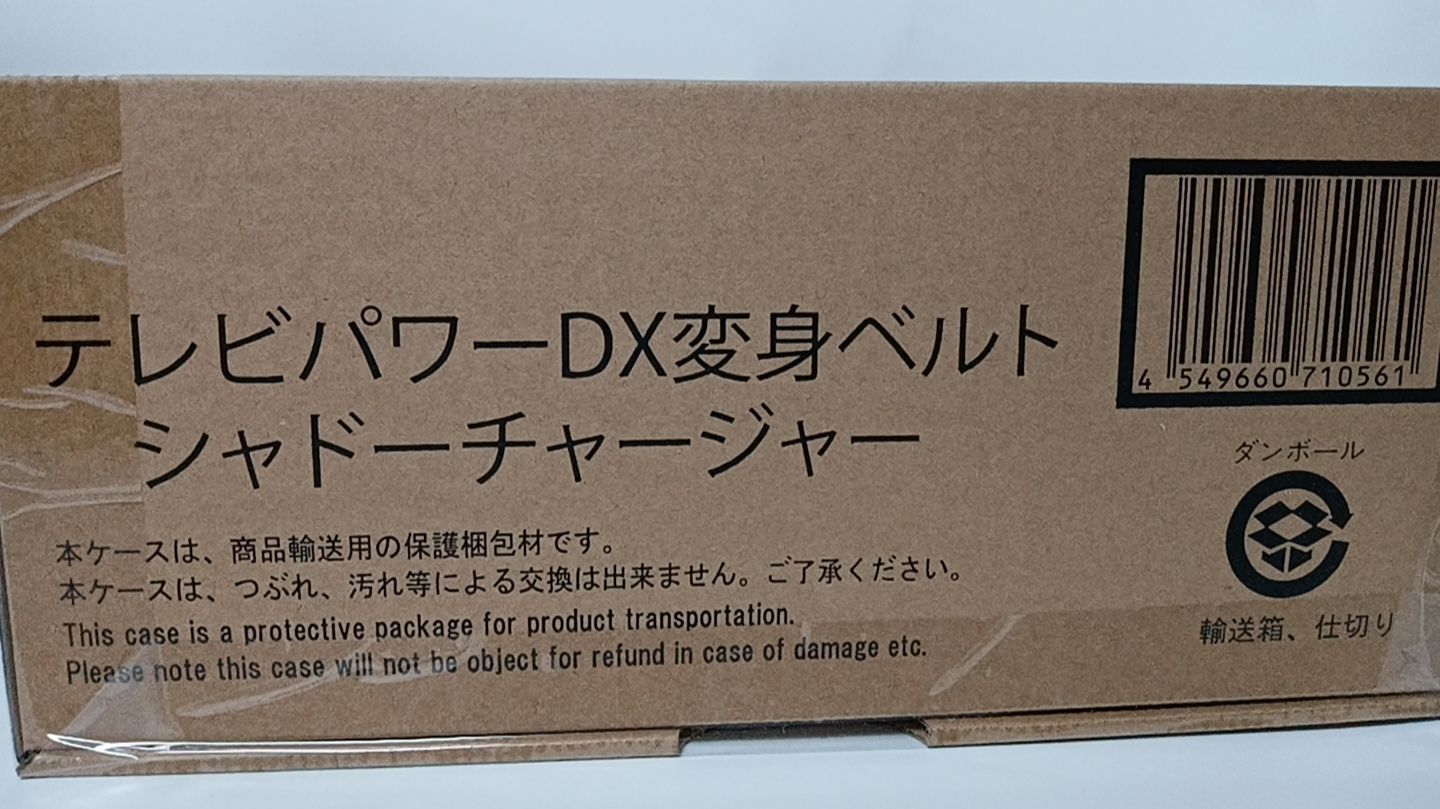 テレビパワーDX変身ベルト
シャドーチャージャー
本ケースは、商品輸送用の保護梱包材です。
本ケースは、つぶれ、汚れ等による交換は出来ません。ご了承ください。
This case is a protective package for product transportation.
Please note this case will not be object for refund in case of damage etc.
4 549660 710561
ダンボール
輸送箱、仕切り